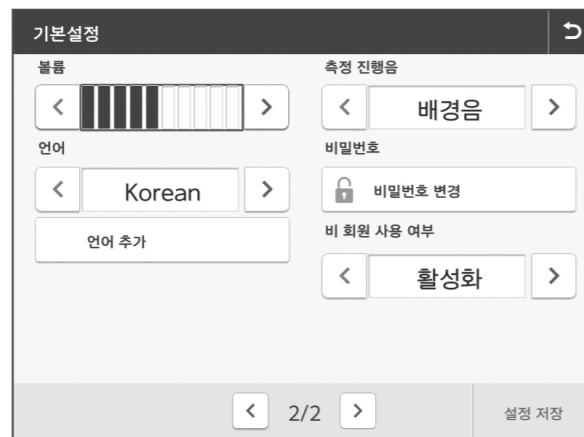 기본설정
볼륨
측정 진행음
배경음
언어
비밀번호
Korean
비밀번호 변경
언어 추가
비 회원 사용 여부
활성화
2/2
설정 저장